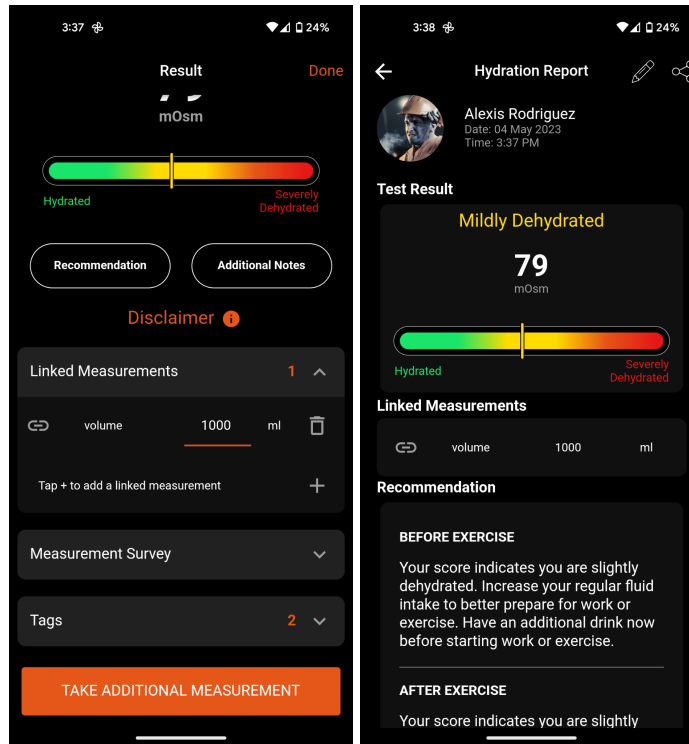 3:37
24%
Result
Done
mOsm
Hydrated
Severely
Dehydrated
Recommendation
Additional Notes
Disclaimer
Linked Measurements
1
volume
1000
ml
Tap + to add a linked measurement
Measurement Survey
Tags
2
TAKE ADDITIONAL MEASUREMENT
3:38
24%
Hydration Report
Alexis Rodriguez
Date: 04 May 2023
Time: 3:37 PM
Test Result
Mildly Dehydrated
79
mOsm
Hydrated
Severely
Dehydrated
Linked Measurements
volume
1000
ml
Recommendation
BEFORE EXERCISE
Your score indicates you are slightly
dehydrated. Increase your regular fluid
intake to better prepare for work or
exercise. Have an additional drink now
before starting work or exercise.
AFTER EXERCISE
Your score indicates you are slightly